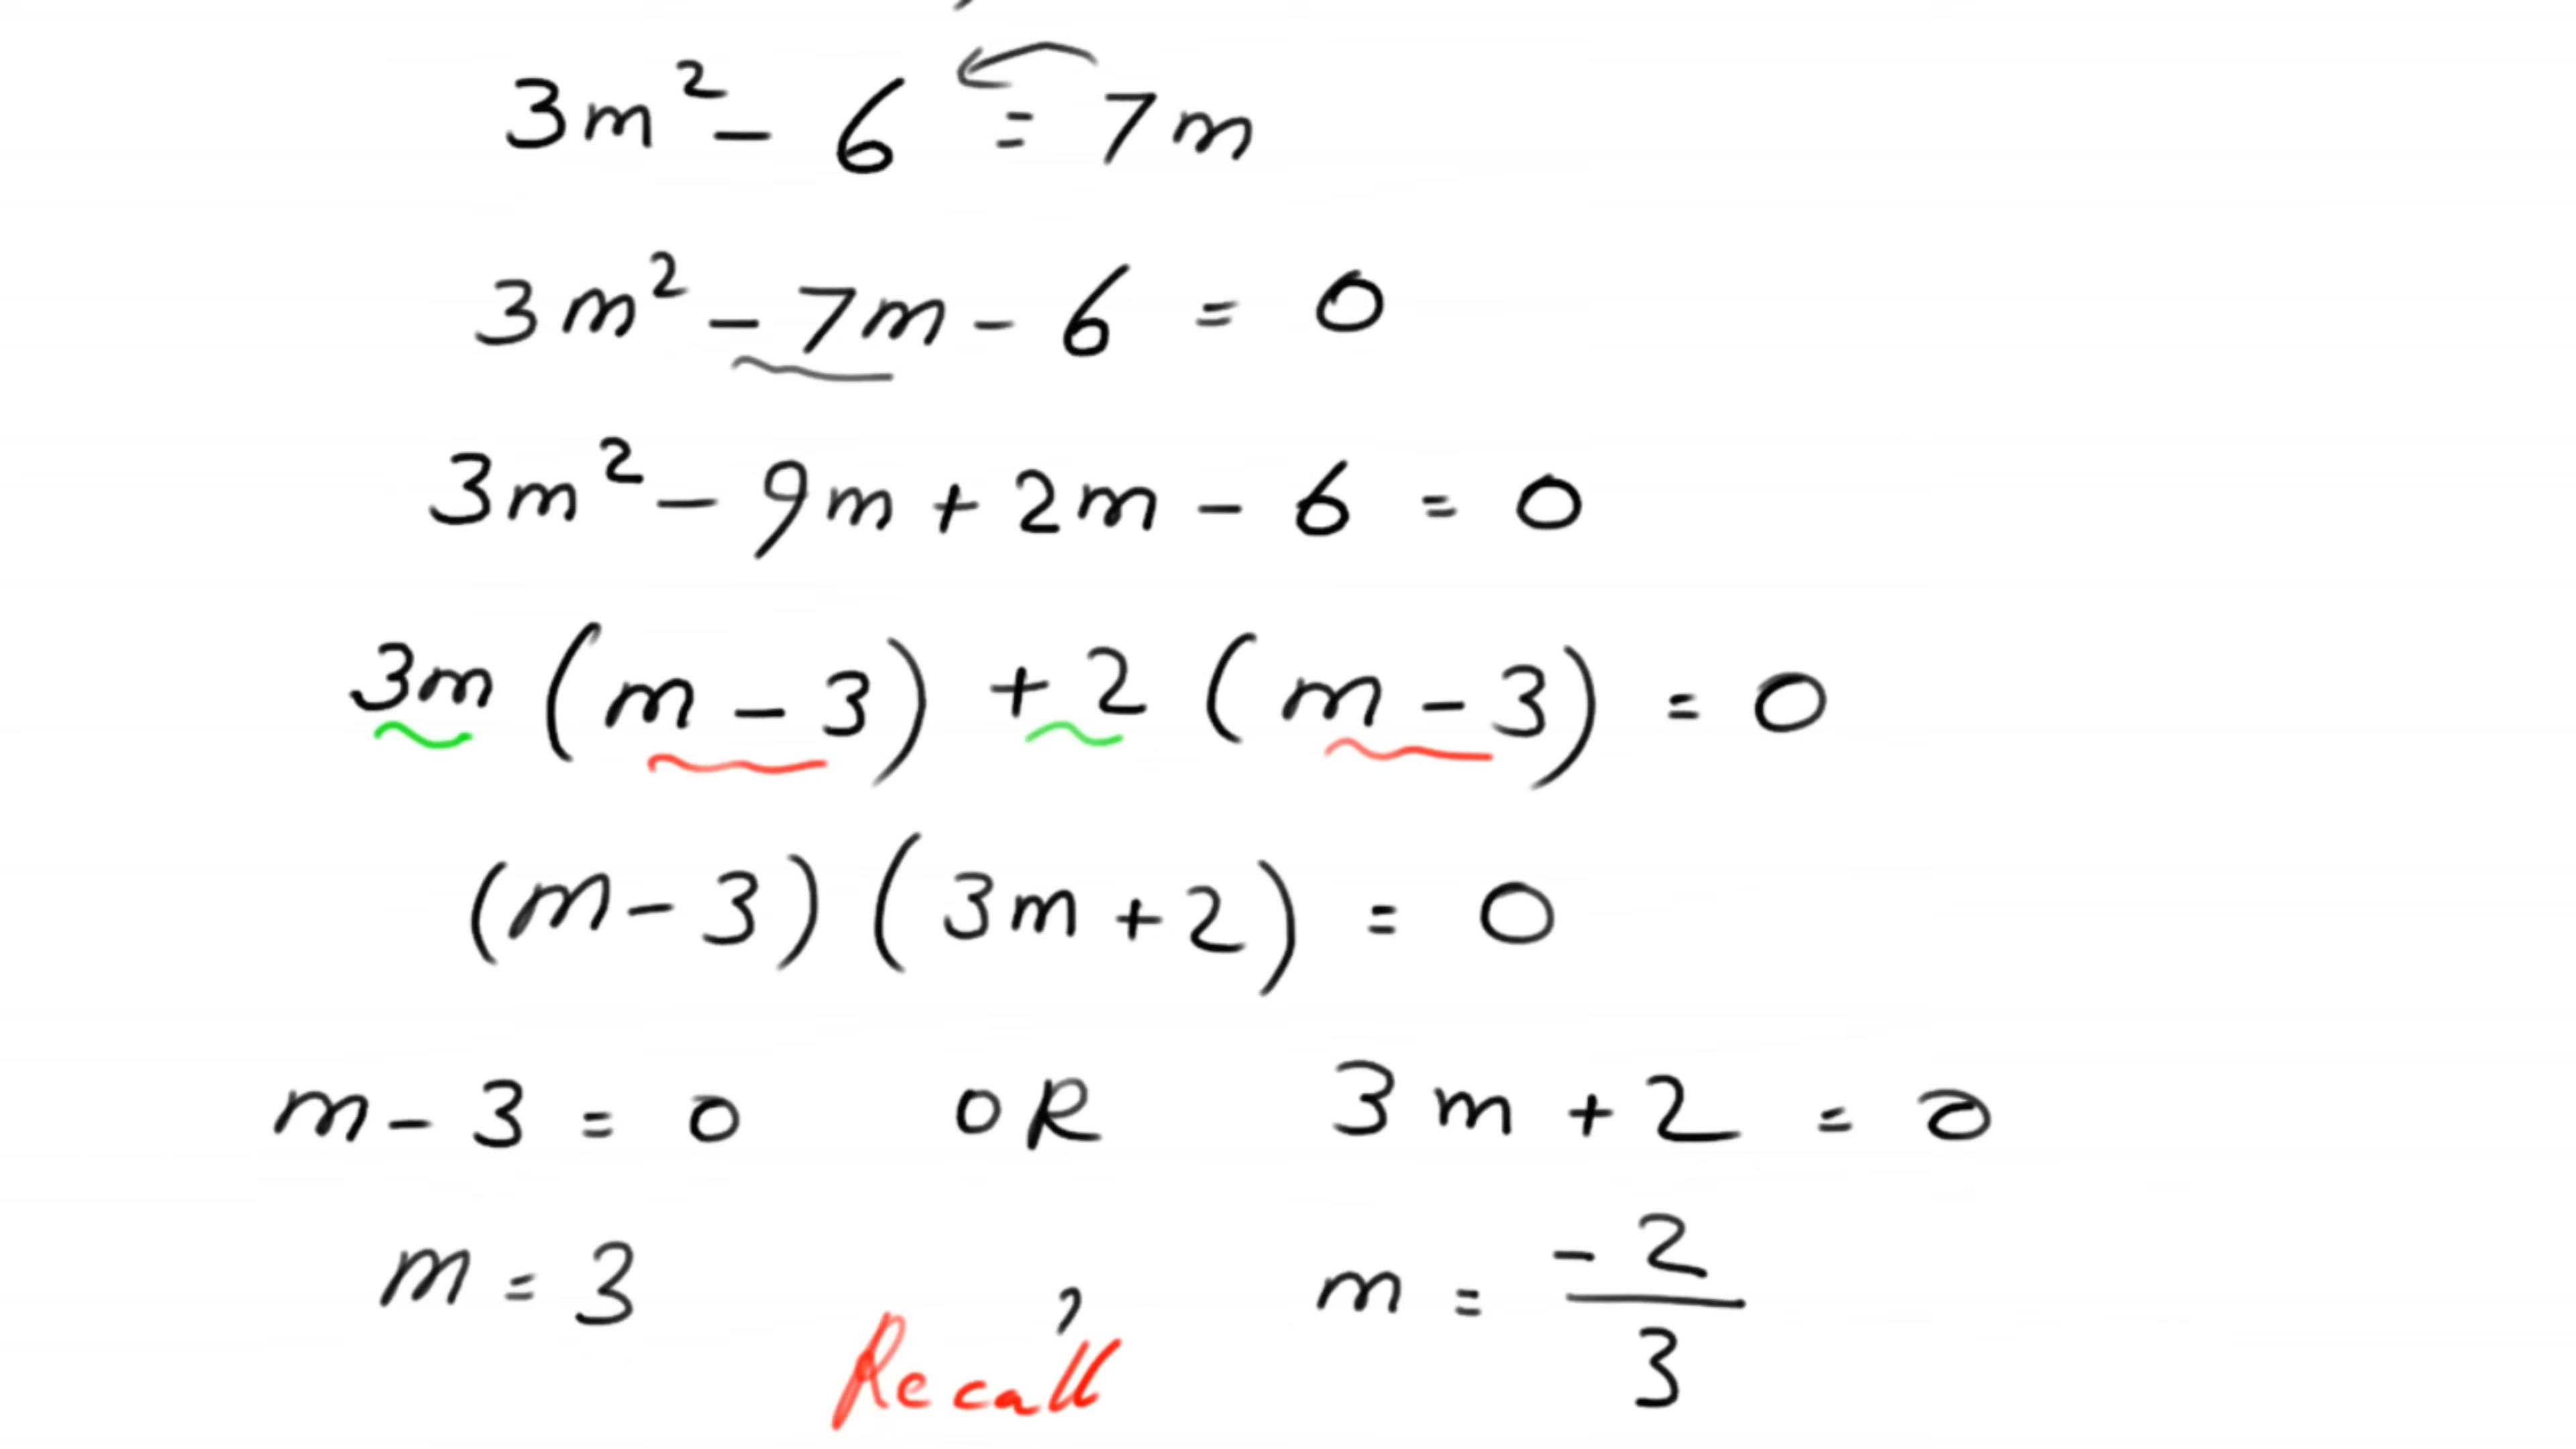 3m² - 6 = 7m
3m² - 7m - 6 = 0
3m² - 9m + 2m - 6 = 0
3m (m - 3) + 2 (m - 3) = 0
(m - 3) (3m + 2) = 0
m - 3 = 0 OR 3m + 2 = 0
m = 3 , m = -2/3
Recall